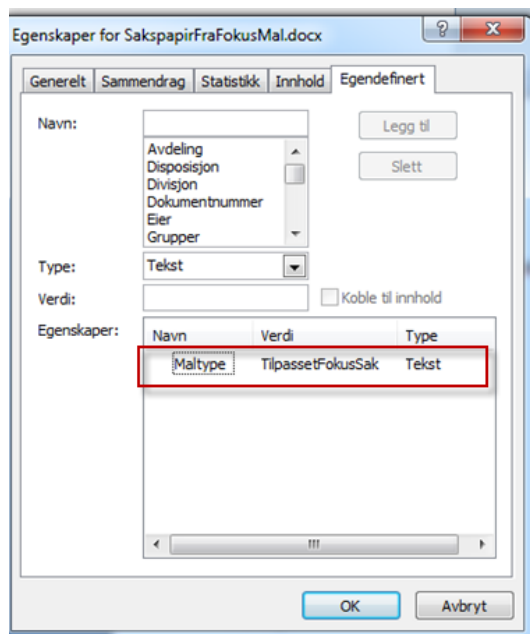 Egenskaper for SakspapirFraFokusMal.docx
Generelt Sammendrag Statistikk Innhold Egendefinert
Navn:
Legg til
Avdeling
Disposisjon
Slett
Divisjon
Dokumentnummer
Eier
Grupper
Type: Tekst
Verdi: Koble til innhold
Egenskaper: Navn Verdi Type
Maltype TilpassetFokusSak Tekst
OK Avbryt